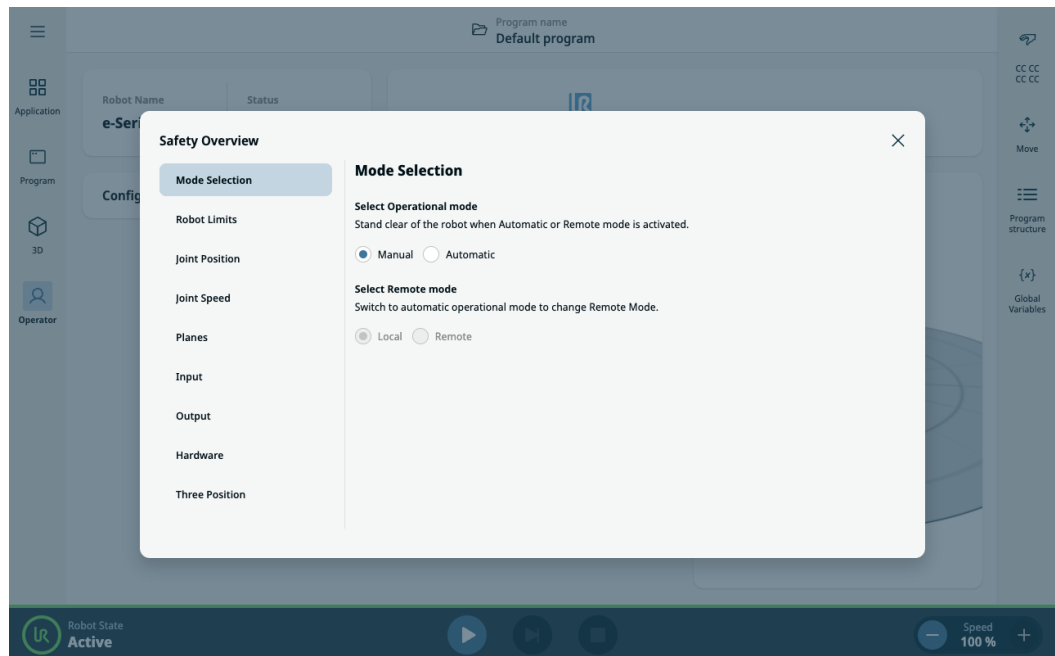 Program name
Default program
Application
Program
3D
Operator
Robot Name
Status
e-Seri
Config
Safety Overview
Mode Selection
Robot Limits
Joint Position
Joint Speed
Planes
Input
Output
Hardware
Three Position
Mode Selection
Select Operational mode
Stand clear of the robot when Automatic or Remote mode is activated.
Manual Automatic
Select Remote mode
Switch to automatic operational mode to change Remote Mode.
Local Remote
CC CC
CC CC
Move
Program
structure
{x}
Global
Variables
Robot State
Active
Speed
100 %